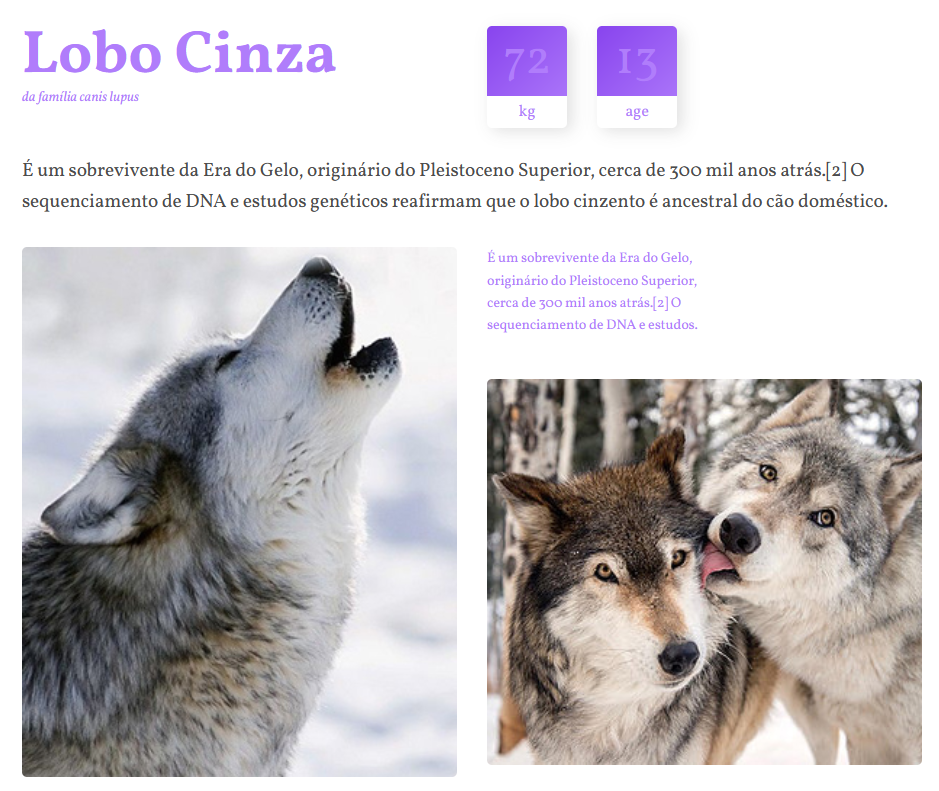 Lobo Cinza
da família canis lupus
72
kg
13
age
É um sobrevivente da Era do Gelo, originário do Pleistoceno Superior, cerca de 300 mil anos atrás.[2] O
sequenciamento de DNA e estudos genéticos reafirmam que o lobo cinzento é ancestral do cão doméstico.
É um sobrevivente da Era do Gelo,
originário do Pleistoceno Superior,
cerca de 300 mil anos atrás.[2] O
sequenciamento de DNA e estudos.